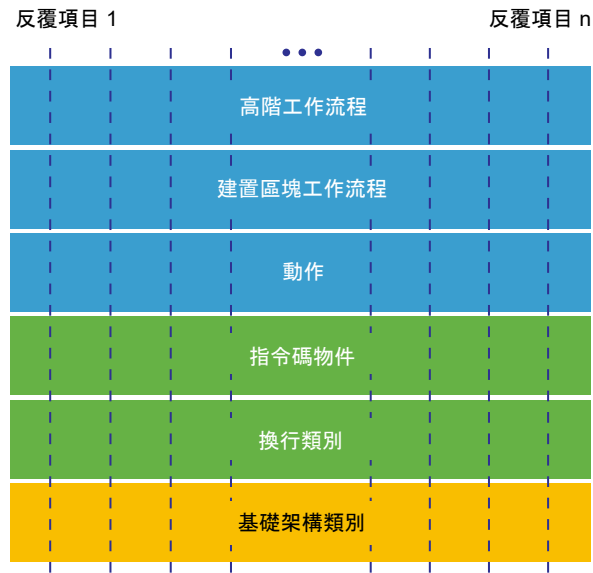 反覆項目 1
反覆項目 n
•••
高階工作流程
建置區塊工作流程
動作
指令碼物件
換行類別
基礎架構類別